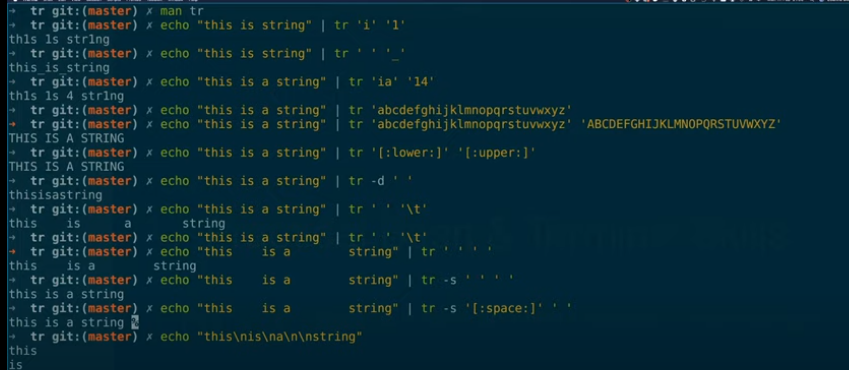 → tr git:(master) ✗ man tr
→ tr git:(master) ✗ echo "this is string" | tr 'i' '1'
th1s 1s str1ng
→ tr git:(master) ✗ echo "this is string" | tr ' ' '_'
this_is_string
→ tr git:(master) ✗ echo "this is a string" | tr 'ia' '14'
th1s 1s 4 str1ng
→ tr git:(master) ✗ echo "this is a string" | tr 'abcdefghijklmnopqrstuvwxyz'
→ tr git:(master) ✗ echo "this is a string" | tr 'abcdefghijklmnopqrstuvwxyz' 'ABCDEFGHIJKLMNOPQRSTUVWXYZ'
THIS IS A STRING
→ tr git:(master) ✗ echo "this is a string" | tr '[:lower:]' '[:upper:]'
THIS IS A STRING
→ tr git:(master) ✗ echo "this is a string" | tr -d ' '
thisisastring
→ tr git:(master) ✗ echo "this is a string" | tr ' ' '\t'
this    is      a       string
→ tr git:(master) ✗ echo "this is a string" | tr ' ' '\t'
→ tr git:(master) ✗ echo "this    is a        string" | tr ' ' ' '
this    is a        string
→ tr git:(master) ✗ echo "this    is a        string" | tr -s ' ' ' '
this is a string
→ tr git:(master) ✗ echo "this    is a        string" | tr -s '[:space:]' ' '
this is a string %
→ tr git:(master) ✗ echo "this\nis\na\n\nstring"
this
is